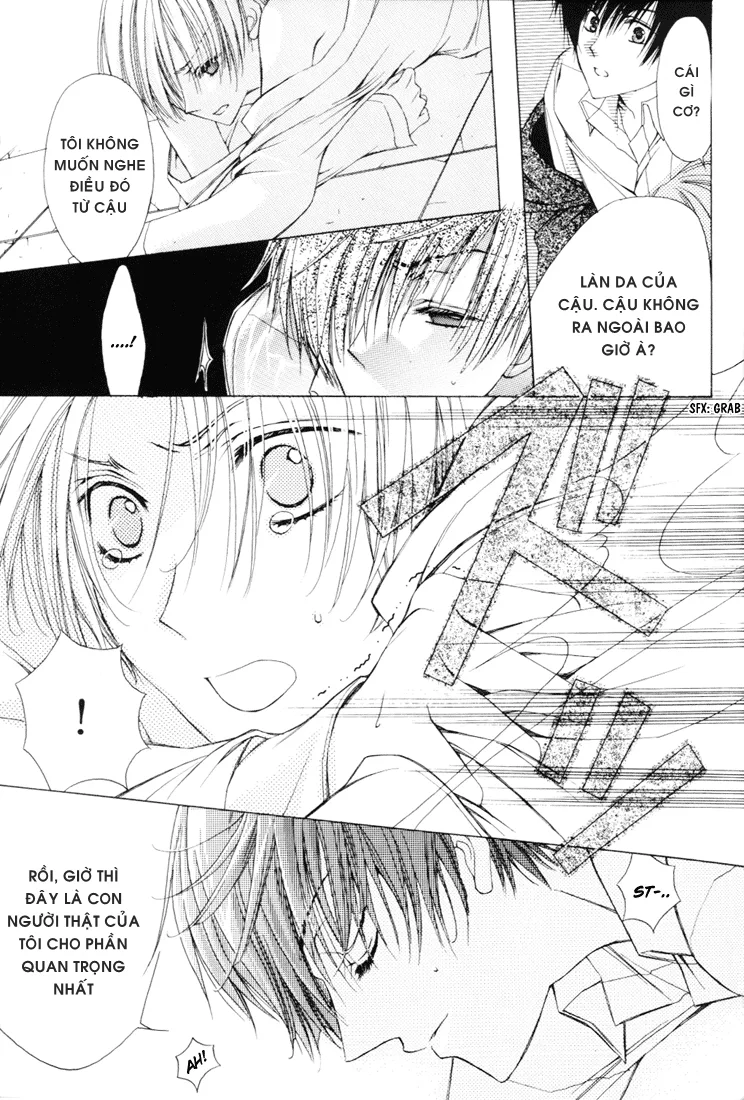 CÁI
GÌ
CƠ?
TÔI KHÔNG
MUỐN NGHE
ĐIỀU ĐÓ
TỪ CẬU
LÀN DA CỦA
CẬU. CẬU KHÔNG
RA NGOÀI BAO
GIỜ À?
....!
SFX: GRAB
!
ST-..
RỒI, GIỜ THÌ
ĐÂY LÀ CON
NGƯỜI THẬT CỦA
TÔI CHO PHẦN
QUAN TRỌNG
NHẤT
AH!